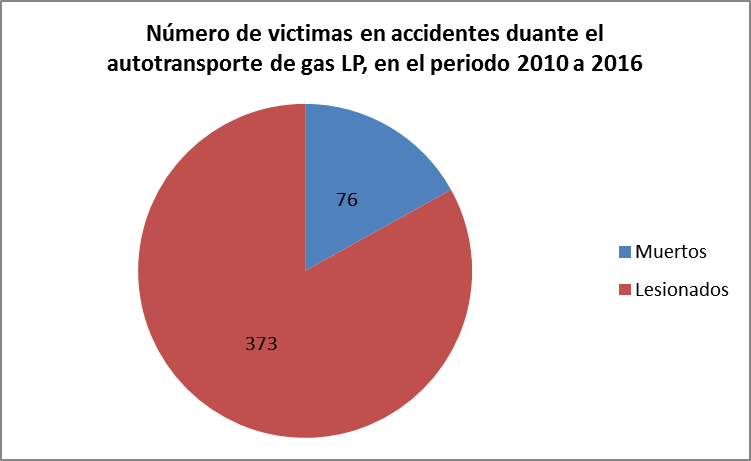 Número de victimas en accidentes duante el
autotransporte de gas LP, en el periodo 2010 a 2016
76
373
Muertos
Lesionados